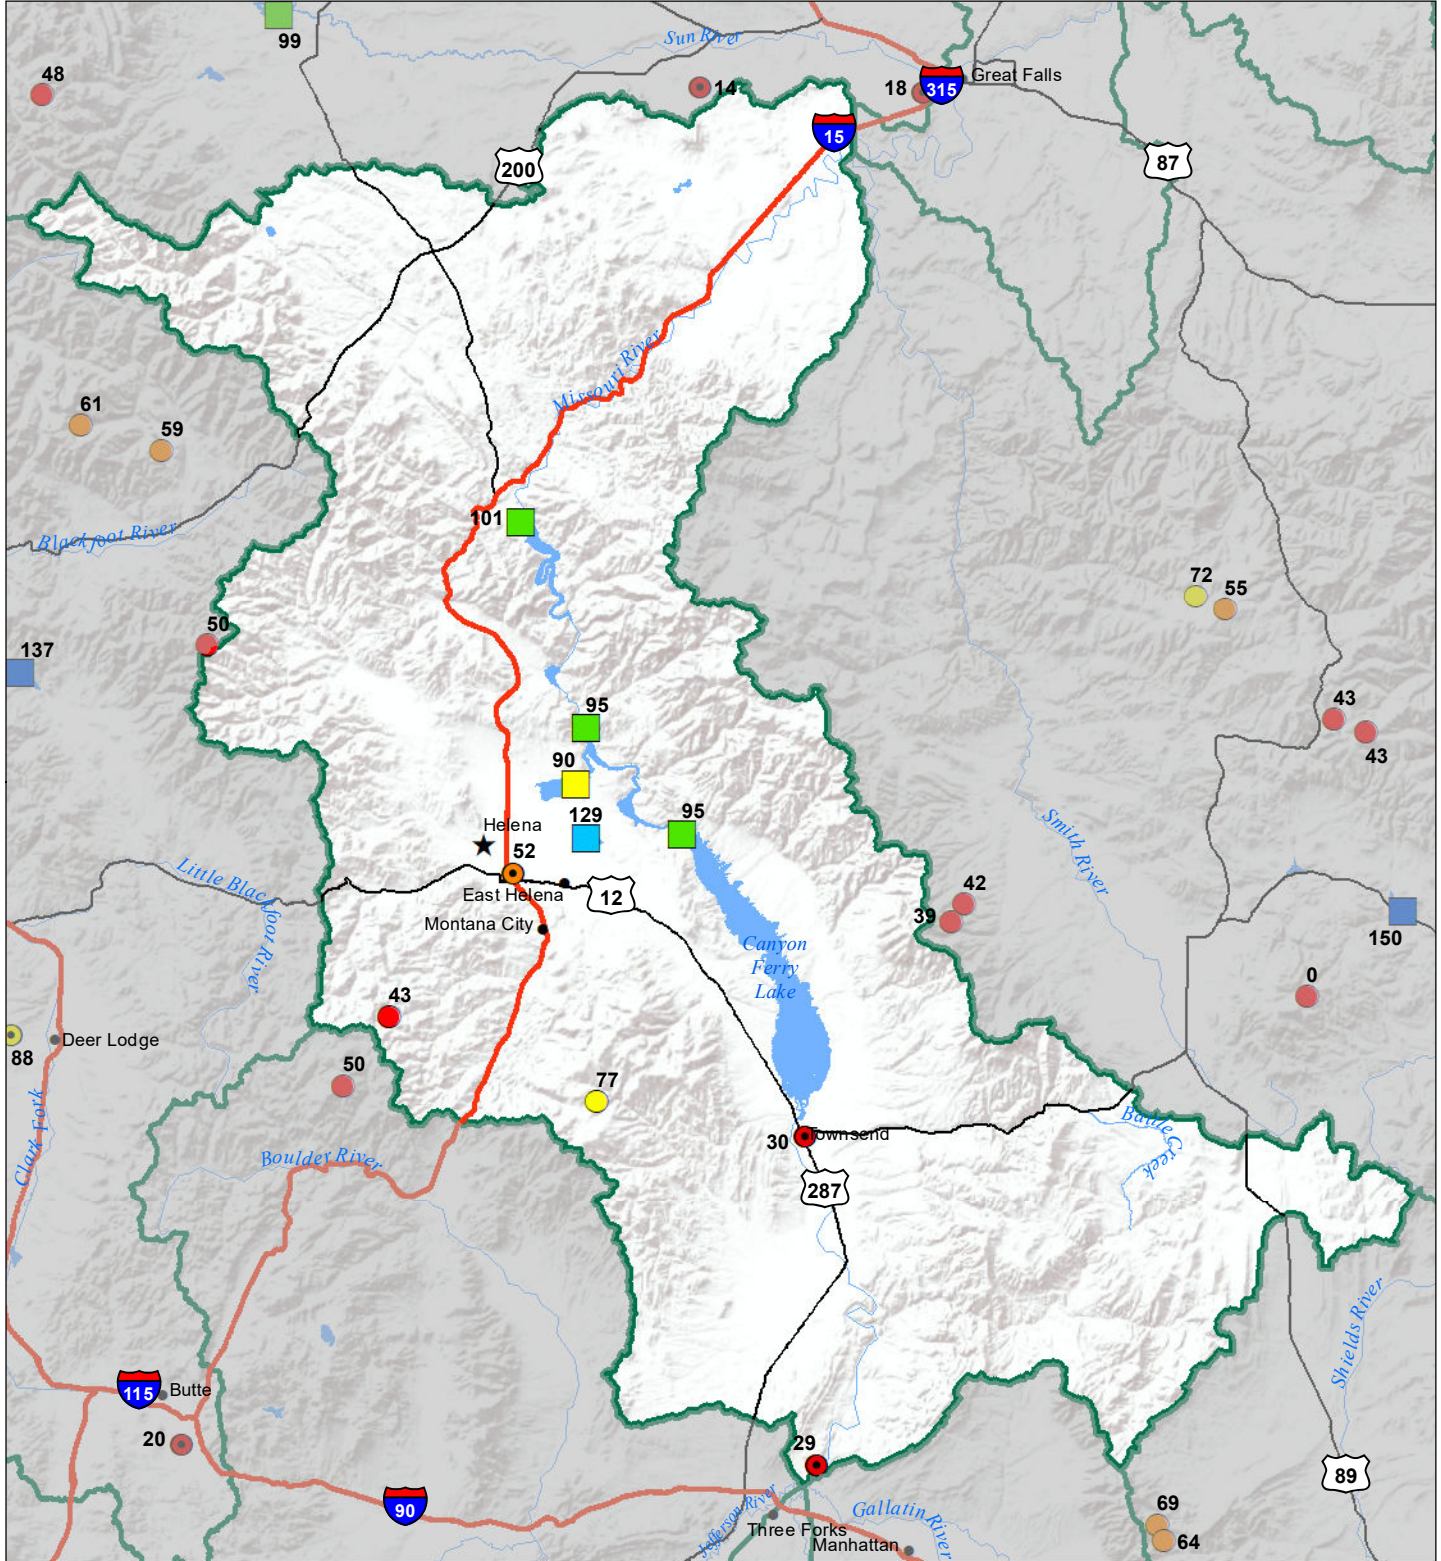 99
Sun River
48
14
18
315
Great Falls
15
200
87
Missouri River
61
59
101
Blackfoot River
72
55
50
137
43
43
95
90
129
95
Helena
52
Smith River
Little Blackfoot River
East Helena
12
42
39
Montana City
150
Canyon
Ferry
Lake
0
43
88
Deer Lodge
50
77
Clark Fork
Battle Creek
30
Townsend
Boulder River
287
Shields River
115
Butte
20
29
89
90
Jefferson River
Gallatin River
69
Three Forks
64
Manhattan